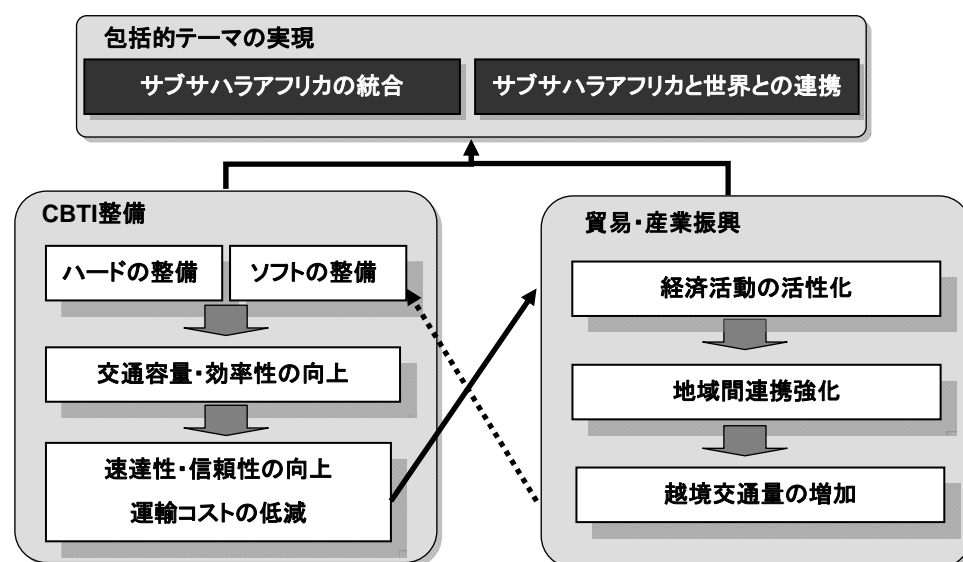 包括的テーマの実現
サブサハラアフリカの統合
サブサハラアフリカと世界との連携
CBTI整備
ハードの整備
ソフトの整備
交通容量・効率性の向上
速達性・信頼性の向上
運輸コストの低減
貿易・産業振興
経済活動の活性化
地域間連携強化
越境交通量の増加